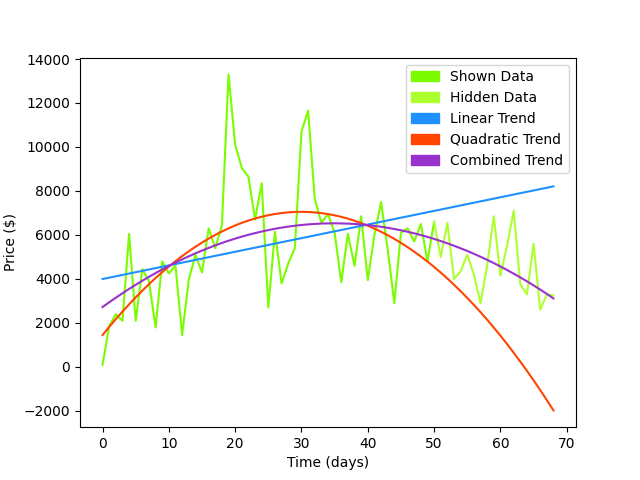 14000
12000
10000
8000
6000
4000
2000
0
−2000
Price ($)
Shown Data
Hidden Data
Linear Trend
Quadratic Trend
Combined Trend
0 10 20 30 40 50 60 70
Time (days)